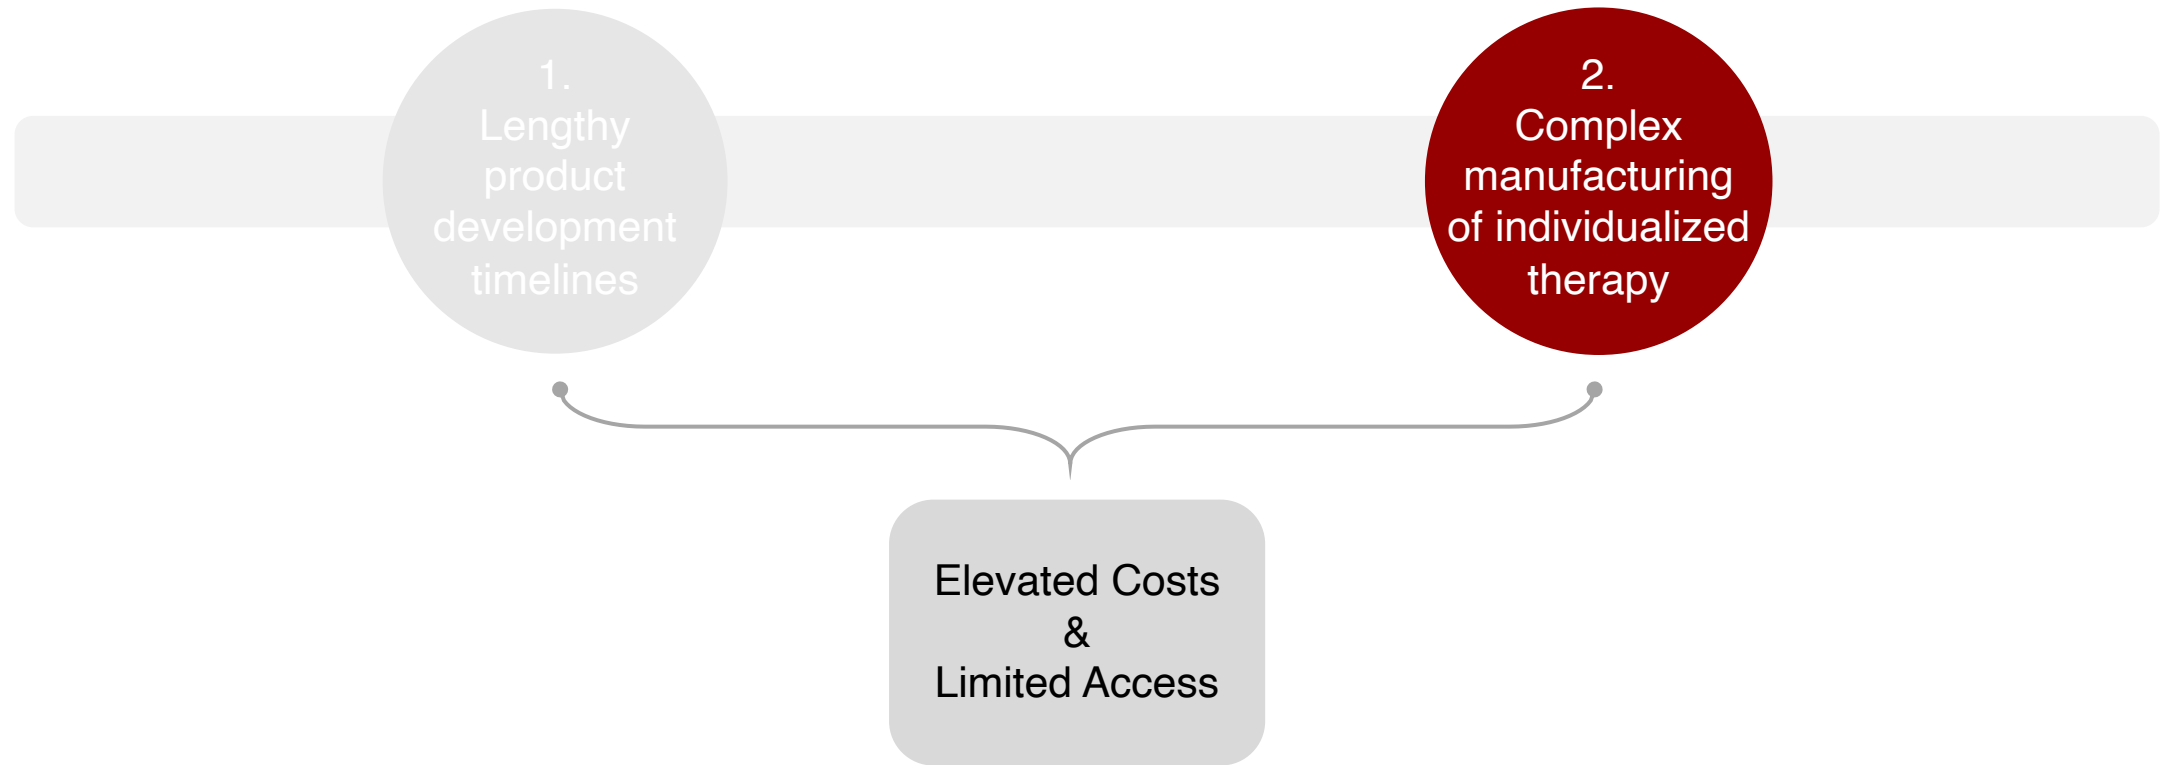 1.
Lengthy
product
development
timelines
2.
Complex
manufacturing
of individualized
therapy
Elevated Costs
&
Limited Access